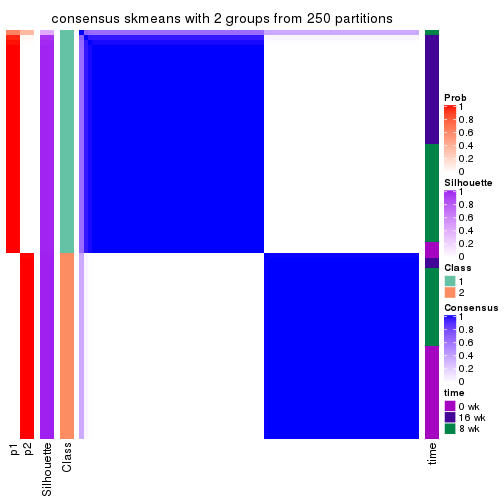 consensus skmeans with 2 groups from 250 partitions
Prob
1
0.8
0.6
0.4
0.2
0
Silhouette
1
0.8
0.6
0.4
0.2
0
Class
1
2
Consensus
1
0.8
0.6
0.4
0.2
0
time
0 wk
16 wk
8 wk
p1
p2
Silhouette
Class
time